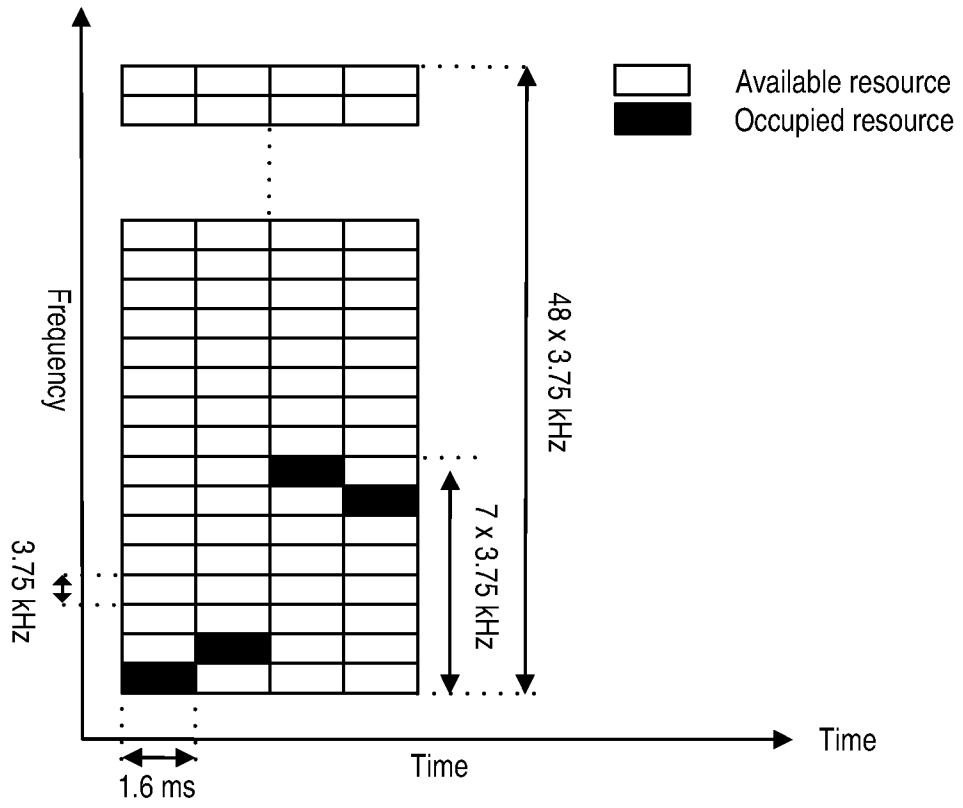 Available resource
Occupied resource
Frequency
48 x 3.75 kHz
7 x 3.75 kHz
3.75 kHz
1.6 ms
Time
Time